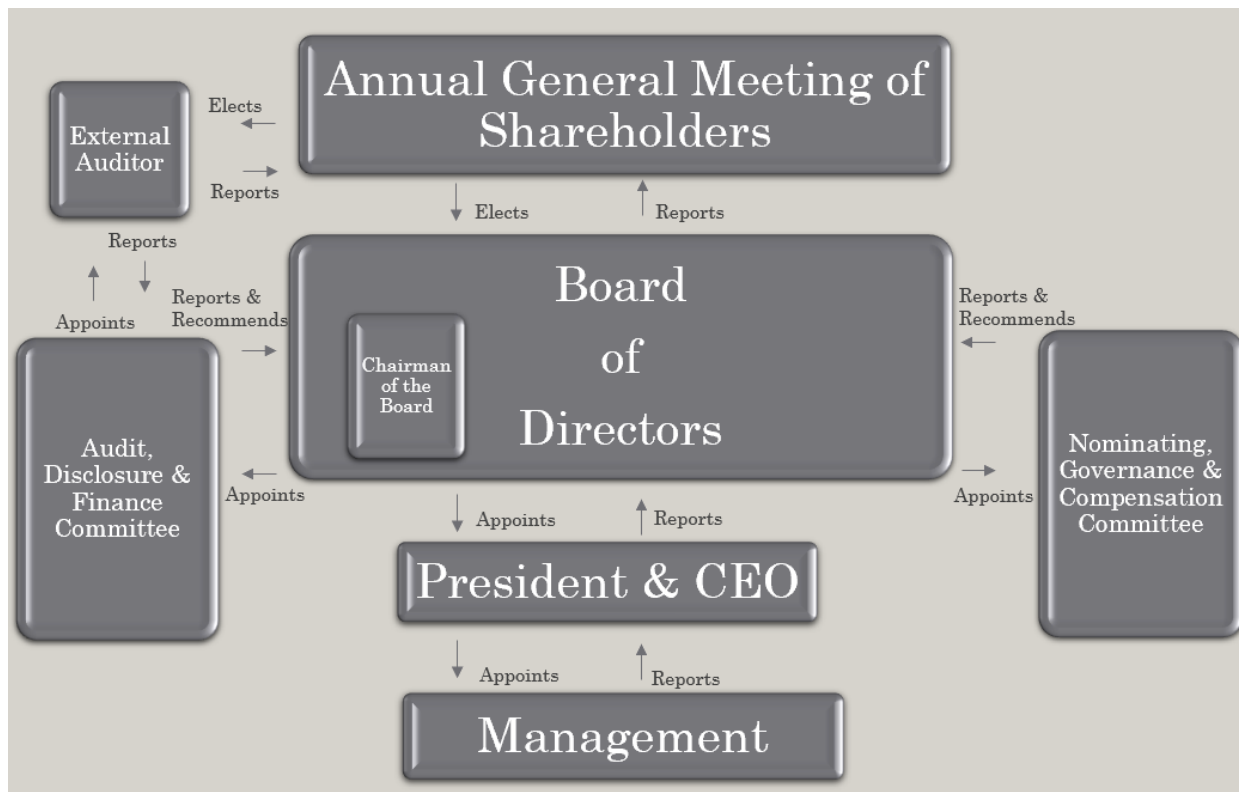 Annual General Meeting of
Shareholders
External
Auditor
Elects
Reports
Elects
Reports
Reports
Appoints
Reports &
Recommends
Board
of
Directors
Chairman
of the
Board
Reports &
Recommends
Audit,
Disclosure &
Finance
Committee
Appoints
Nominating,
Governance &
Compensation
Committee
Appoints
Appoints
Reports
President & CEO
Appoints
Reports
Management